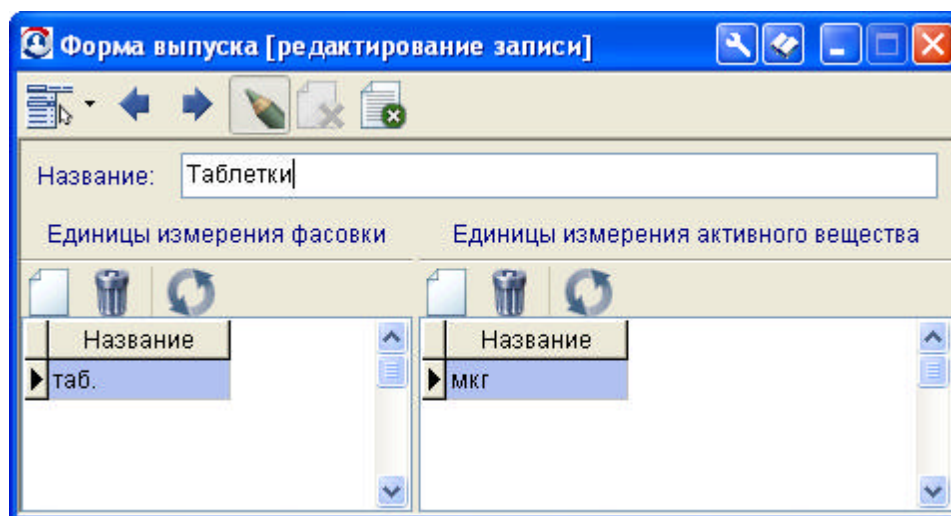 Форма выпуска [редактирование записи]
Название: Таблетки
Единицы измерения фасовки
Единицы измерения активного вещества
Название
Название
таб.
мкг